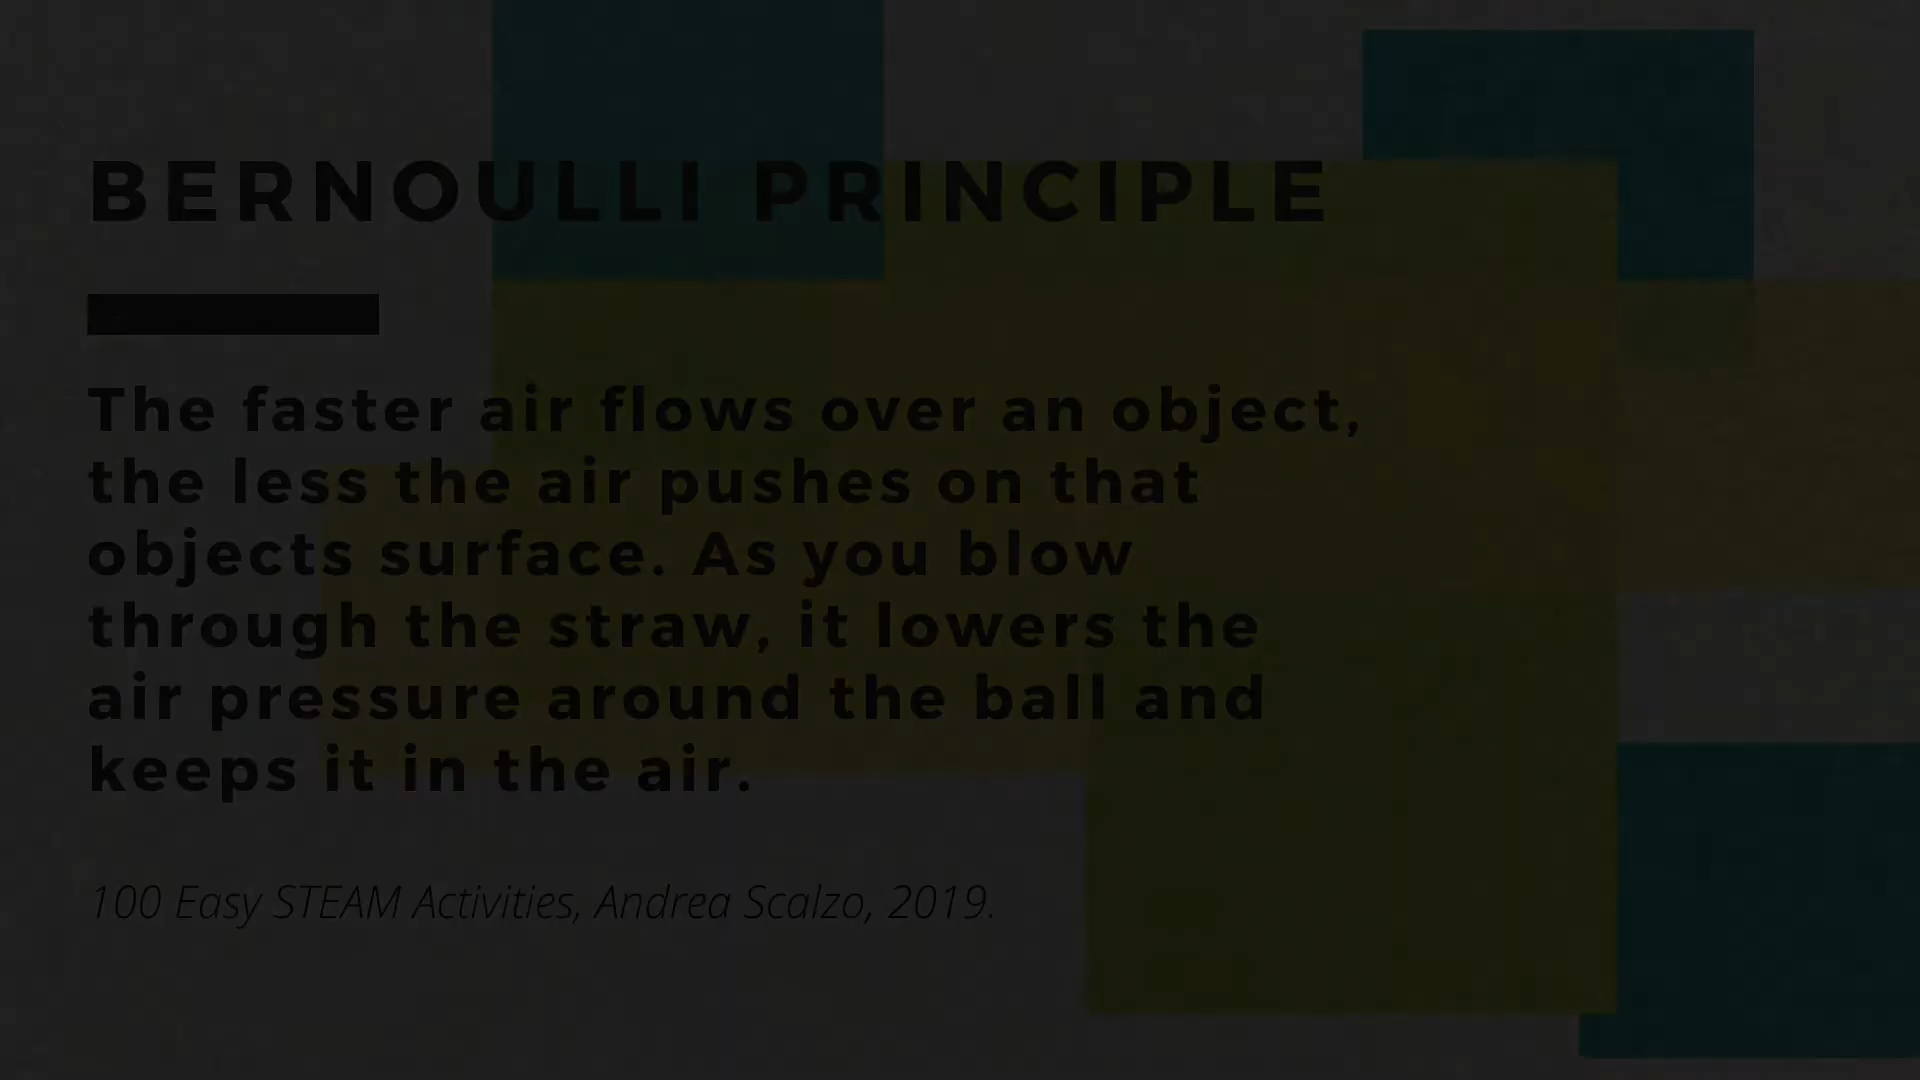 BERNOULLI PRINCIPLE
The faster air flows over an object,
the less the air pushes on that
objects surface. As you blow
through the straw, it lowers the
air pressure around the ball and
keeps it in the air.
100 Easy STEAM Activities, Andrea Scalzo, 2019.